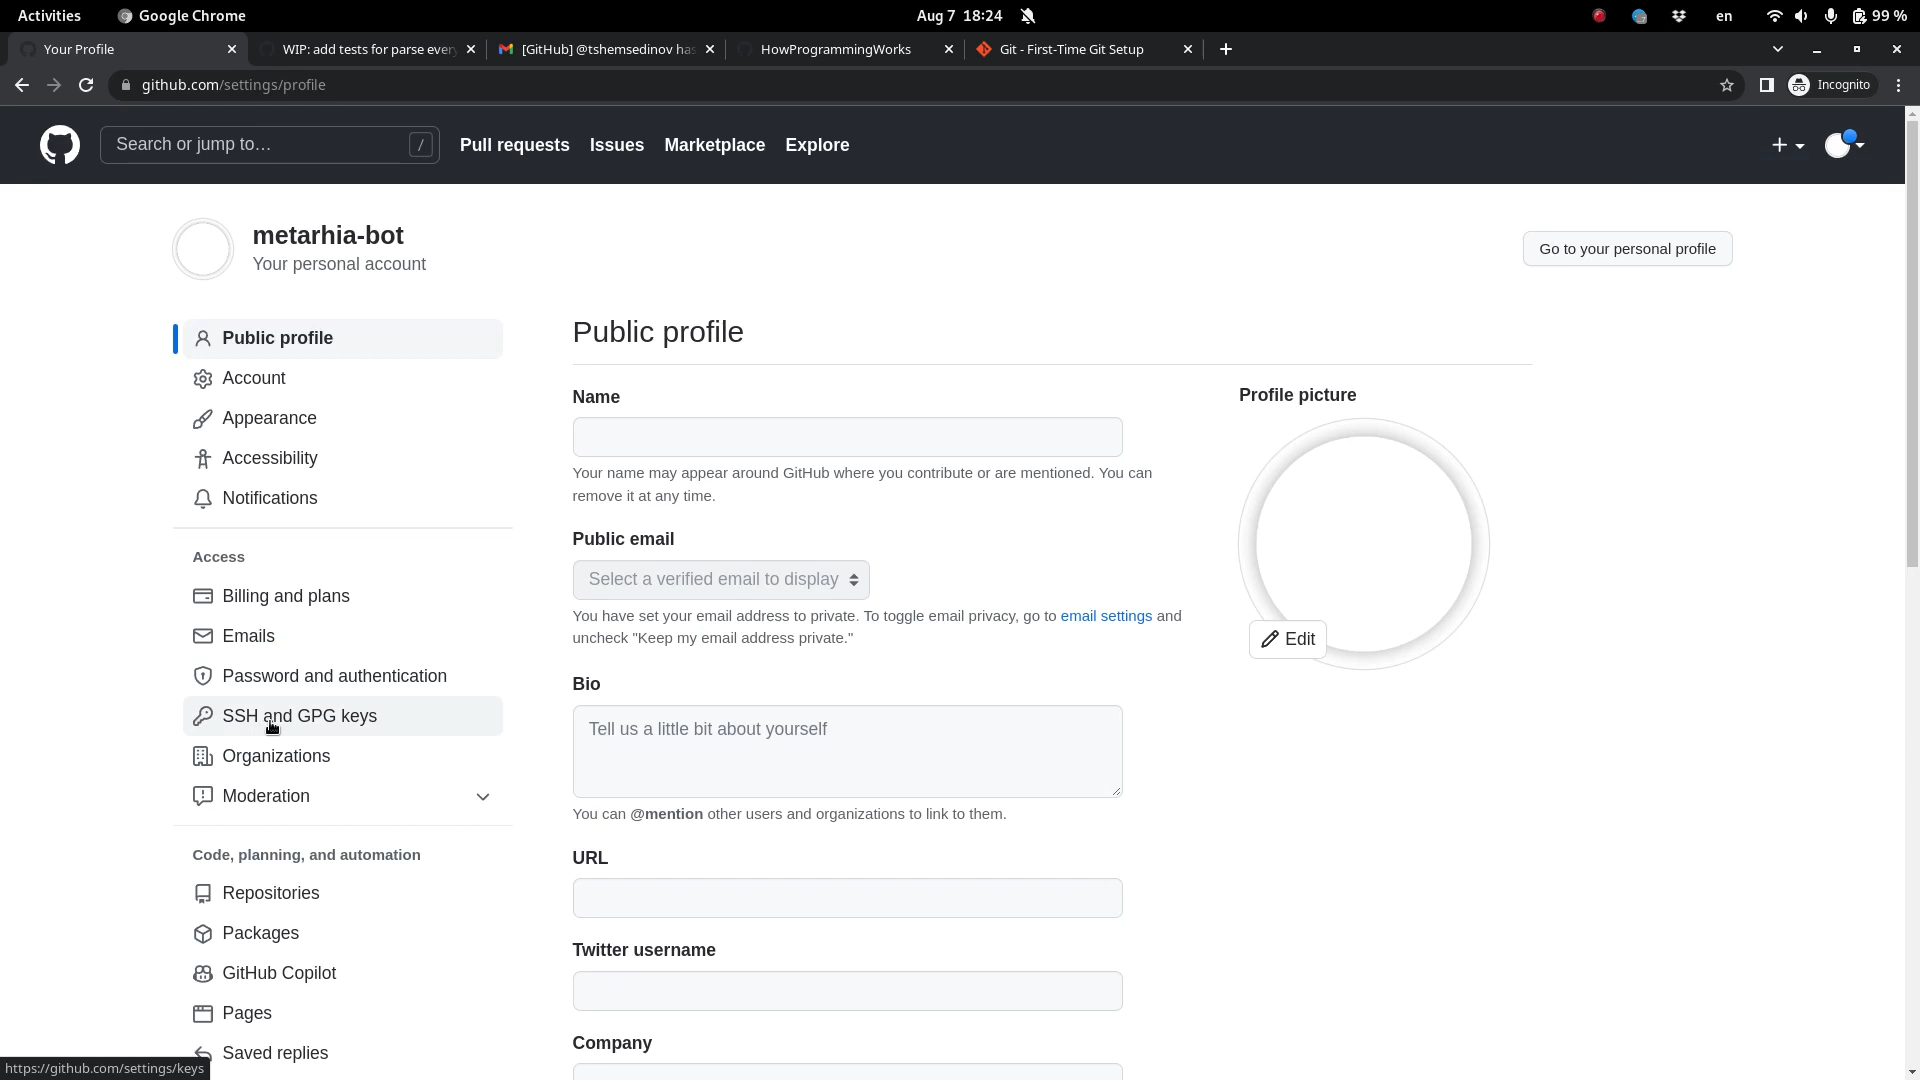 Activities
Google Chrome
Aug 7 18:24
en
99 %
Your Profile
WIP: add tests for parse every
[GitHub] @tshemsedinov has
HowProgrammingWorks
Git - First-Time Git Setup
github.com/settings/profile
Incognito
Search or jump to…
/
Pull requests
Issues
Marketplace
Explore
metarhia-bot
Your personal account
Go to your personal profile
Public profile
Account
Appearance
Accessibility
Notifications
Access
Billing and plans
Emails
Password and authentication
SSH and GPG keys
Organizations
Moderation
Code, planning, and automation
Repositories
Packages
GitHub Copilot
Pages
Saved replies
Public profile
Name
Your name may appear around GitHub where you contribute or are mentioned. You can
remove it at any time.
Public email
Select a verified email to display
You have set your email address to private. To toggle email privacy, go to email settings and
uncheck "Keep my email address private."
Bio
Tell us a little bit about yourself
You can @mention other users and organizations to link to them.
URL
Twitter username
Company
Profile picture
Edit
https://github.com/settings/keys